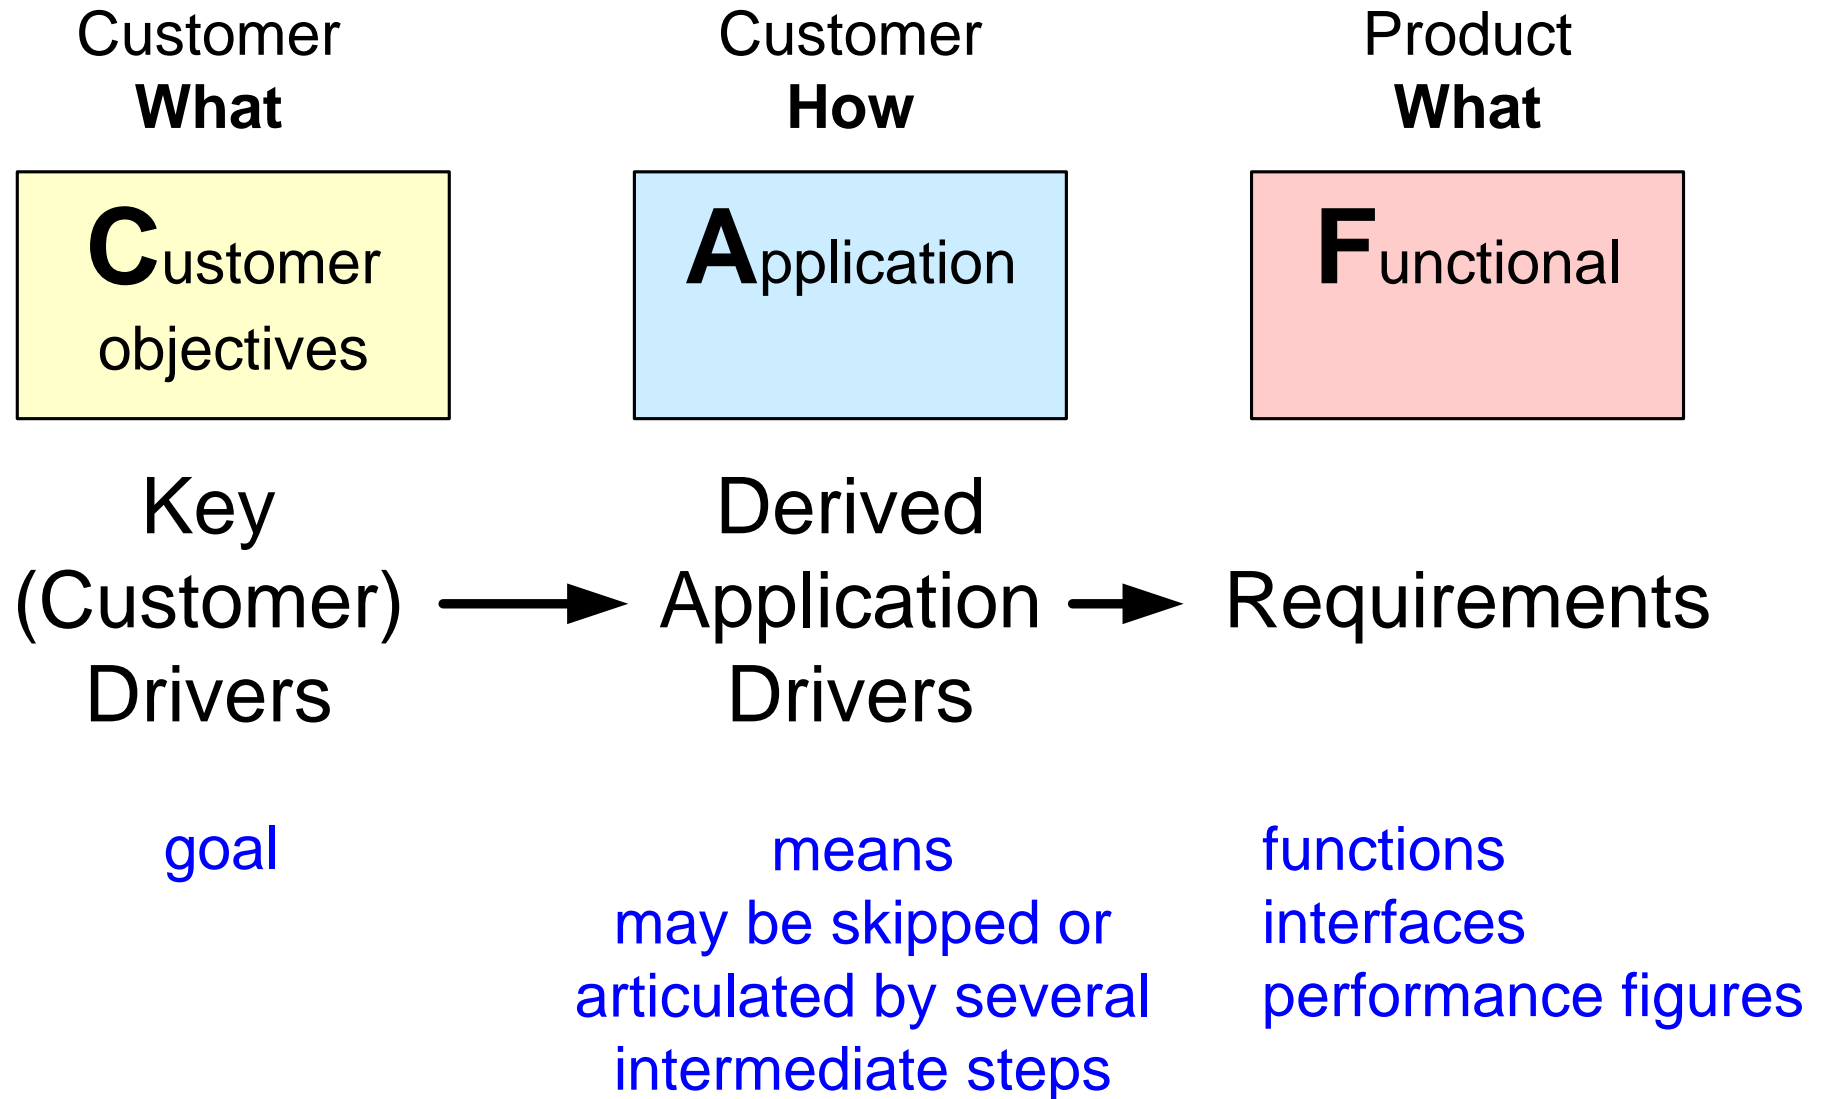 Customer
What
Customer
objectives
Key
(Customer)
Drivers
goal
Customer
How
Application
Derived
Application
Drivers
means
may be skipped or
articulated by several
intermediate steps
Product
What
Functional
Requirements
functions
interfaces
performance figures